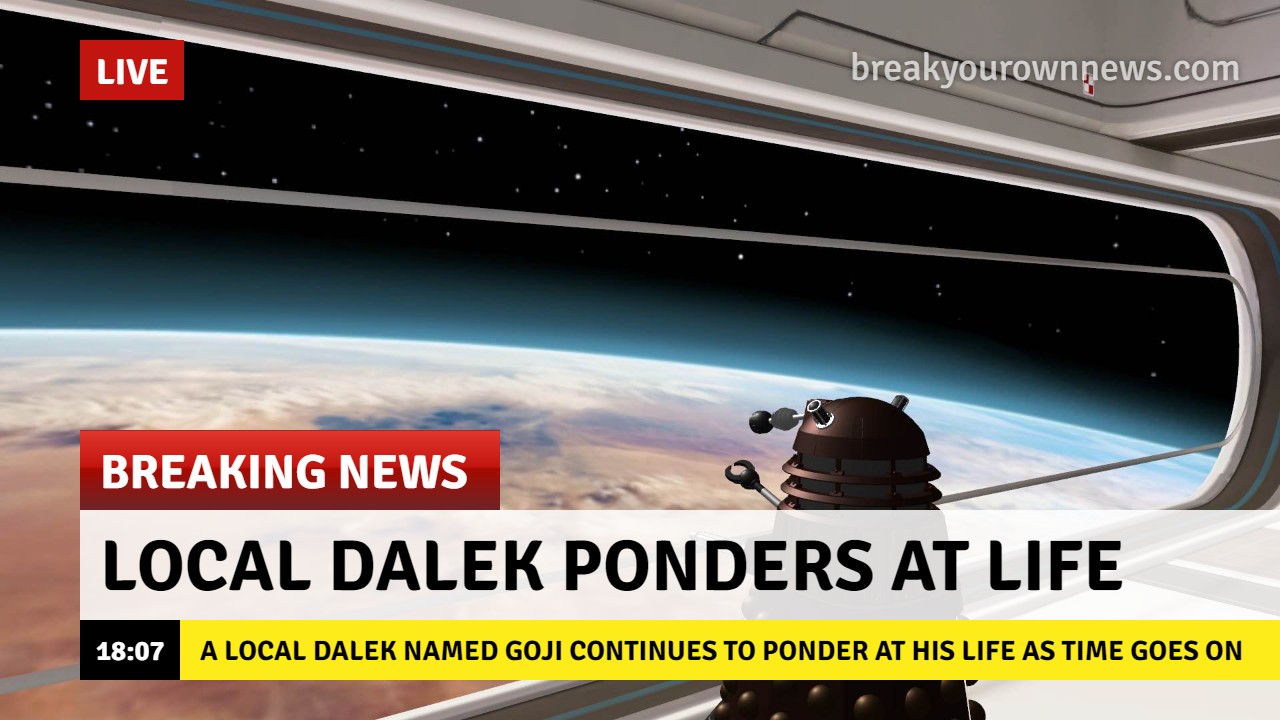 LIVE
breakyourownnews.com
BREAKING NEWS
LOCAL DALEK PONDERS AT LIFE
18:07 A LOCAL DALEK NAMED GOJI CONTINUES TO PONDER AT HIS LIFE AS TIME GOES ON